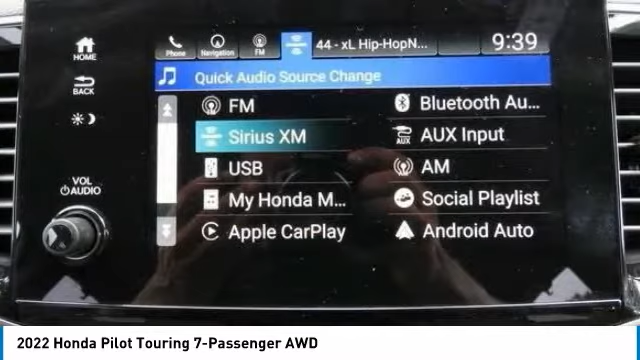 Phone
Navigation
FM
44 - xL Hip-HopN...
9:39
HOME
BACK
VOL
AUDIO
Quick Audio Source Change
FM
Bluetooth Au...
Sirius XM
AUX Input
USB
AM
My Honda M...
Social Playlist
Apple CarPlay
Android Auto
2022 Honda Pilot Touring 7-Passenger AWD